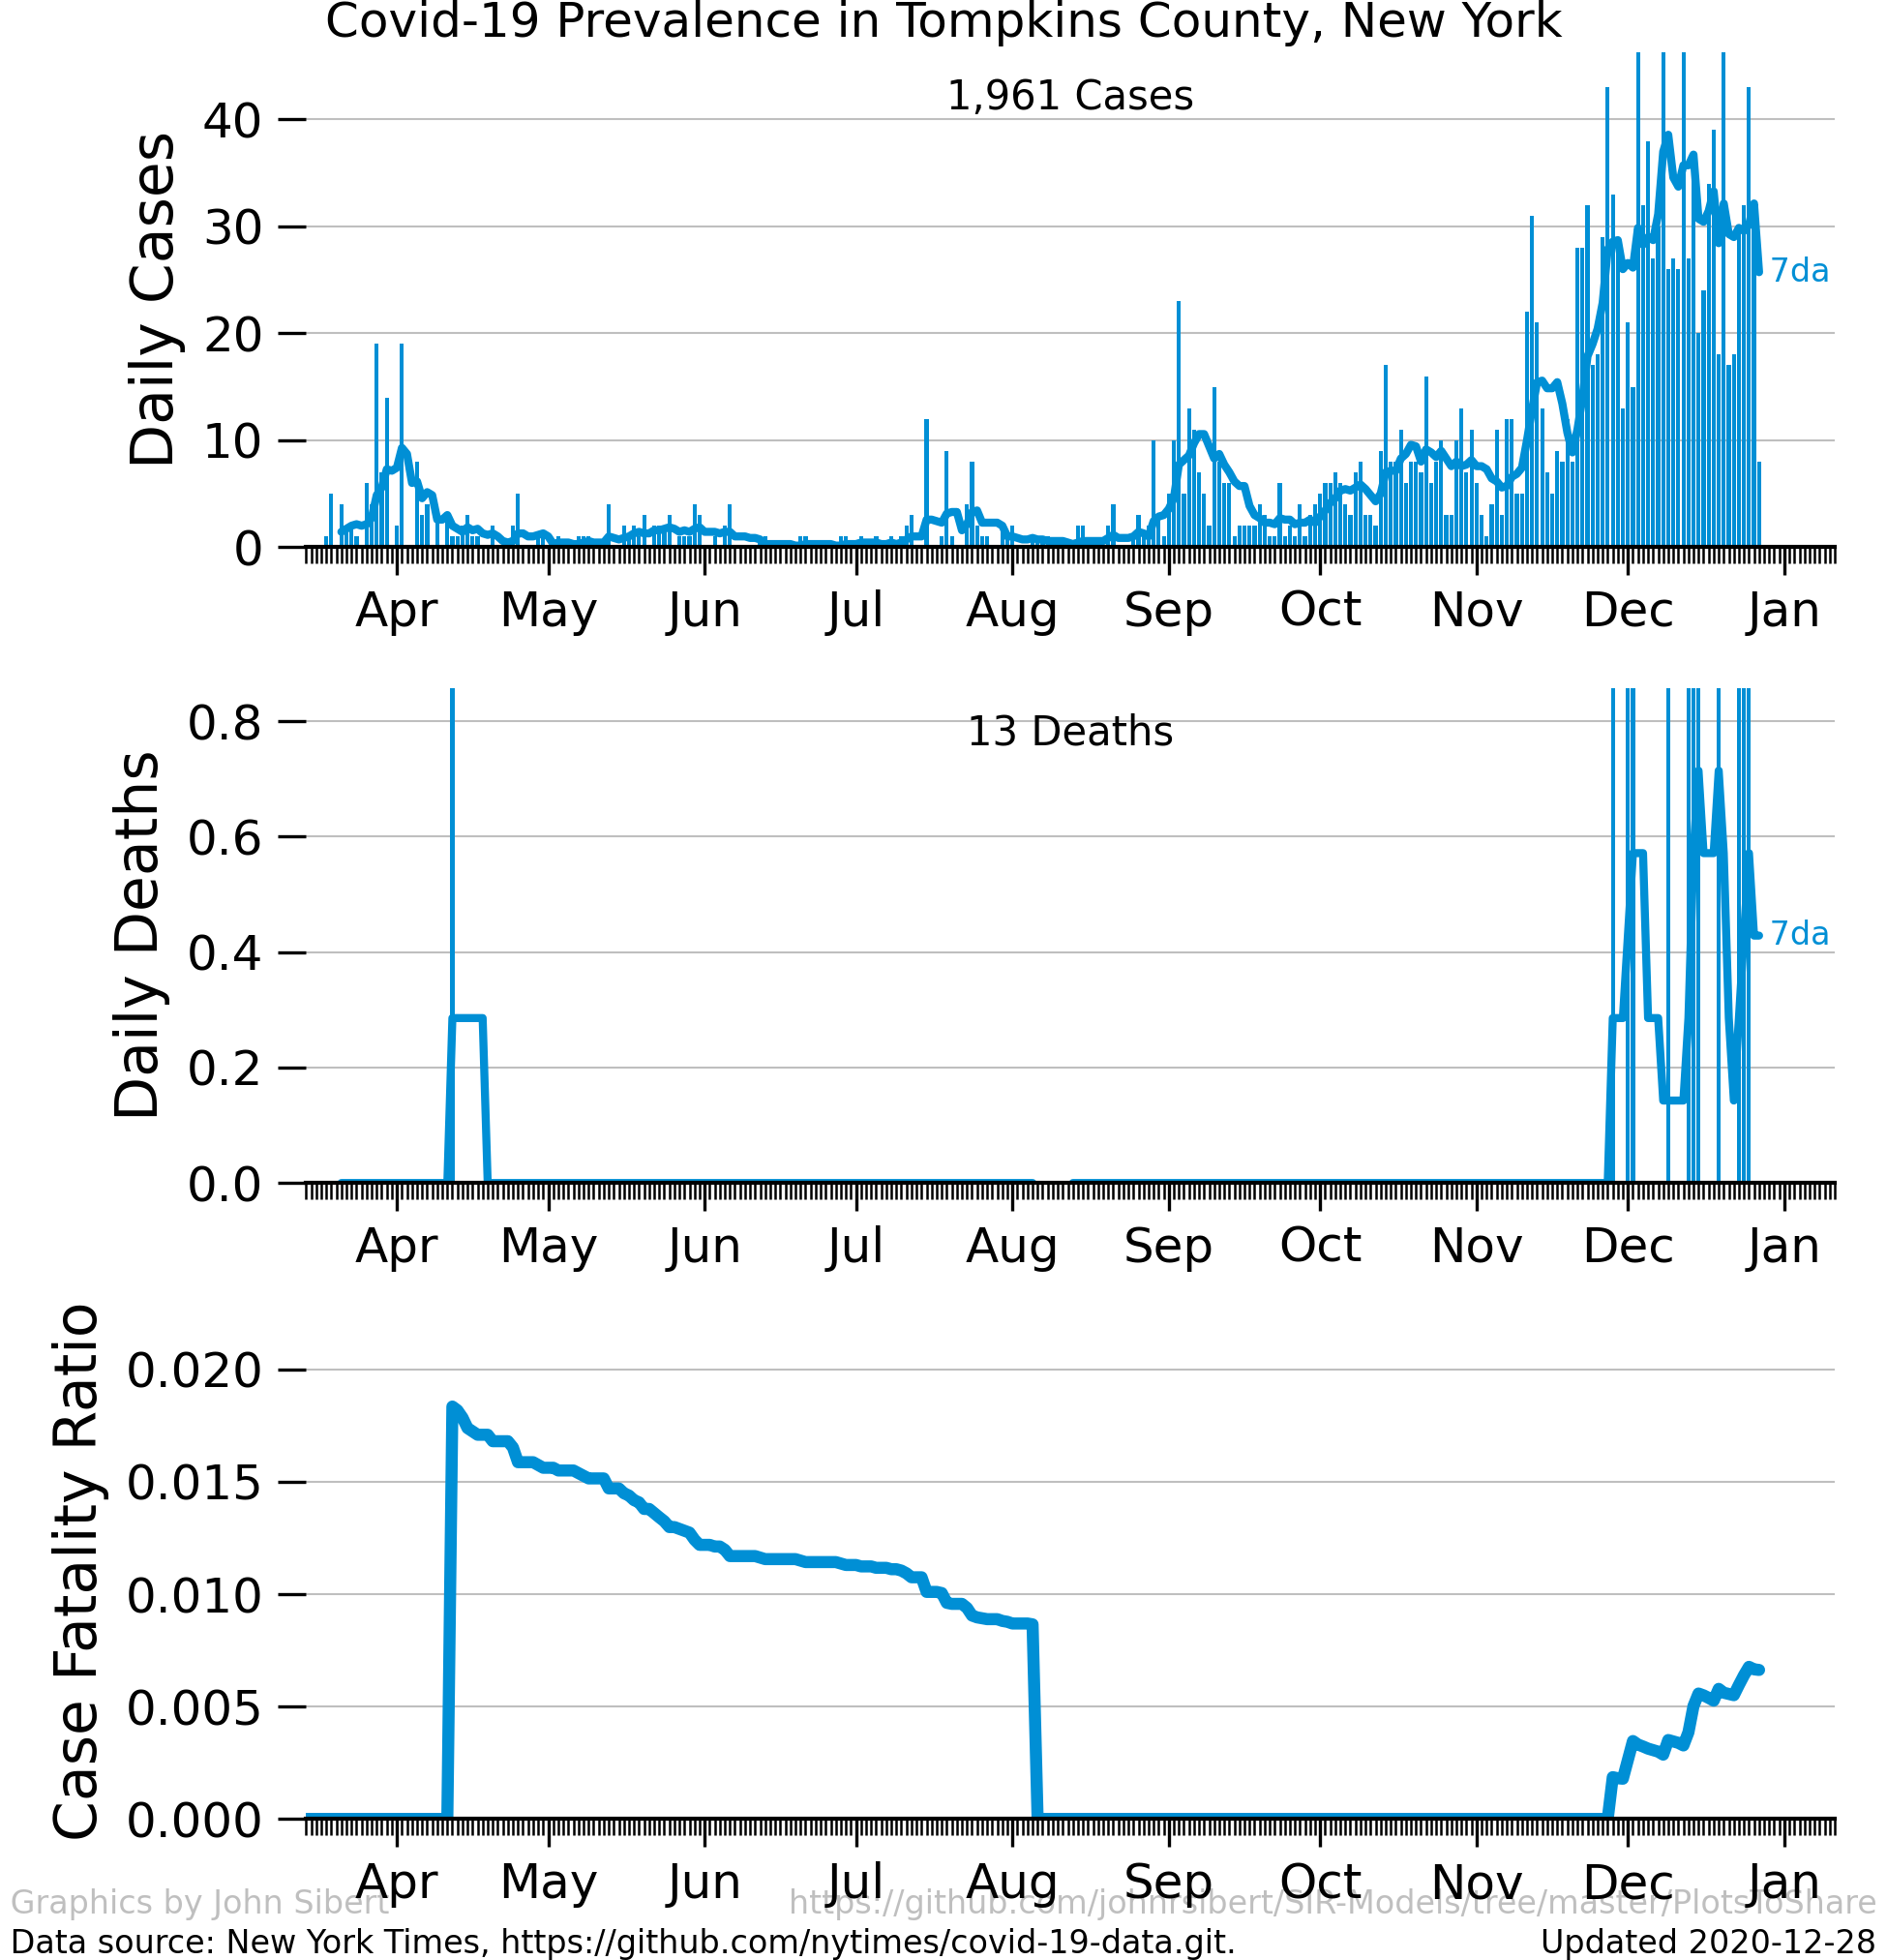 Covid-19 Prevalence in Tompkins County, New York
1,961 Cases
Daily Cases
40
30
20
10
0
7da
Apr May Jun Jul Aug Sep Oct Nov Dec Jan
13 Deaths
Daily Deaths
0.8
0.6
0.4
0.2
0.0
7da
Apr May Jun Jul Aug Sep Oct Nov Dec Jan
Case Fatality Ratio
0.020
0.015
0.010
0.005
0.000
Apr May Jun Jul Aug Sep Oct Nov Dec Jan
Graphics by John Sibert https://github.com/johnrsibert/SIR-Models/tree/master/PlotsToShare
Data source: New York Times, https://github.com/nytimes/covid-19-data.git. Updated 2020-12-28